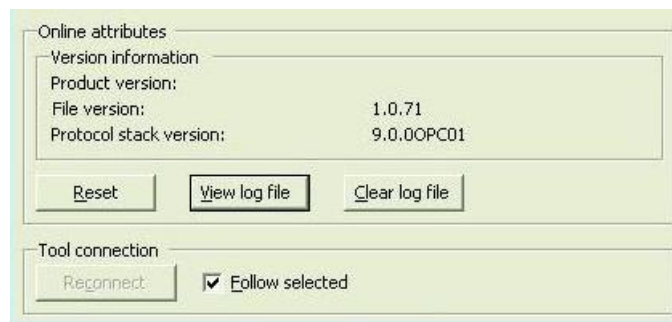 Online attributes
Version information
Product version:
File version: 1.0.71
Protocol stack version: 9.0.0OPC01
Reset View log file Clear log file
Tool connection
Reconnect Follow selected